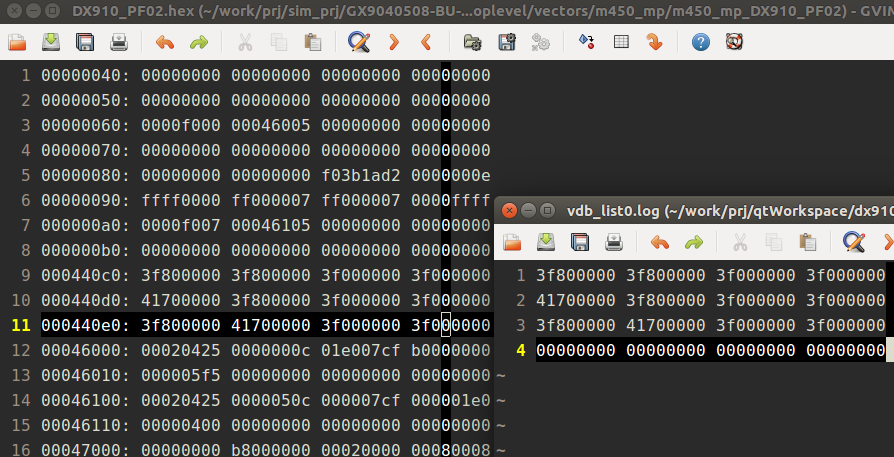 DX910_PF02.hex (~/work/prj/sim_prj/GX9040508-BU-...oplevel/vectors/m450_mp/m450_mp_DX910_PF02) - GVIM
1 00000040: 00000000 00000000 00000000 00000000
2 00000050: 00000000 00000000 00000000 00000000
3 00000060: 0000f000 00046005 00000000 00000000
4 00000070: 00000000 00000000 00000000 00000000
5 00000080: 00000000 00000000 f03b1ad2 0000000e
6 00000090: ffff0000 ff000007 ff000007 0000ffff
7 000000a0: 0000f007 00046105 00000000 00000000
8 000000b0: 00000000 00000000 00000000 00000000
9 000440c0: 3f800000 3f800000 3f000000 3f000000
10 000440d0: 41700000 3f800000 3f000000 3f000000
11 000440e0: 3f800000 41700000 3f000000 3f000000
12 00046000: 00020425 0000000c 01e007cf b0000000
13 00046010: 000005f5 00000000 00000000 00000000
14 00046100: 00020425 0000050c 000007cf 000001e0
15 00046110: 00000400 00000000 00000000 00000000
16 00047000: 00000000 b8000000 00020000 00080008
vdb_list0.log (~/work/prj/qtWorkspace/dx910
1 3f800000 3f800000 3f000000 3f000000
2 41700000 3f800000 3f000000 3f000000
3 3f800000 41700000 3f000000 3f000000
4 00000000 00000000 00000000 00000000
~
~
~
~